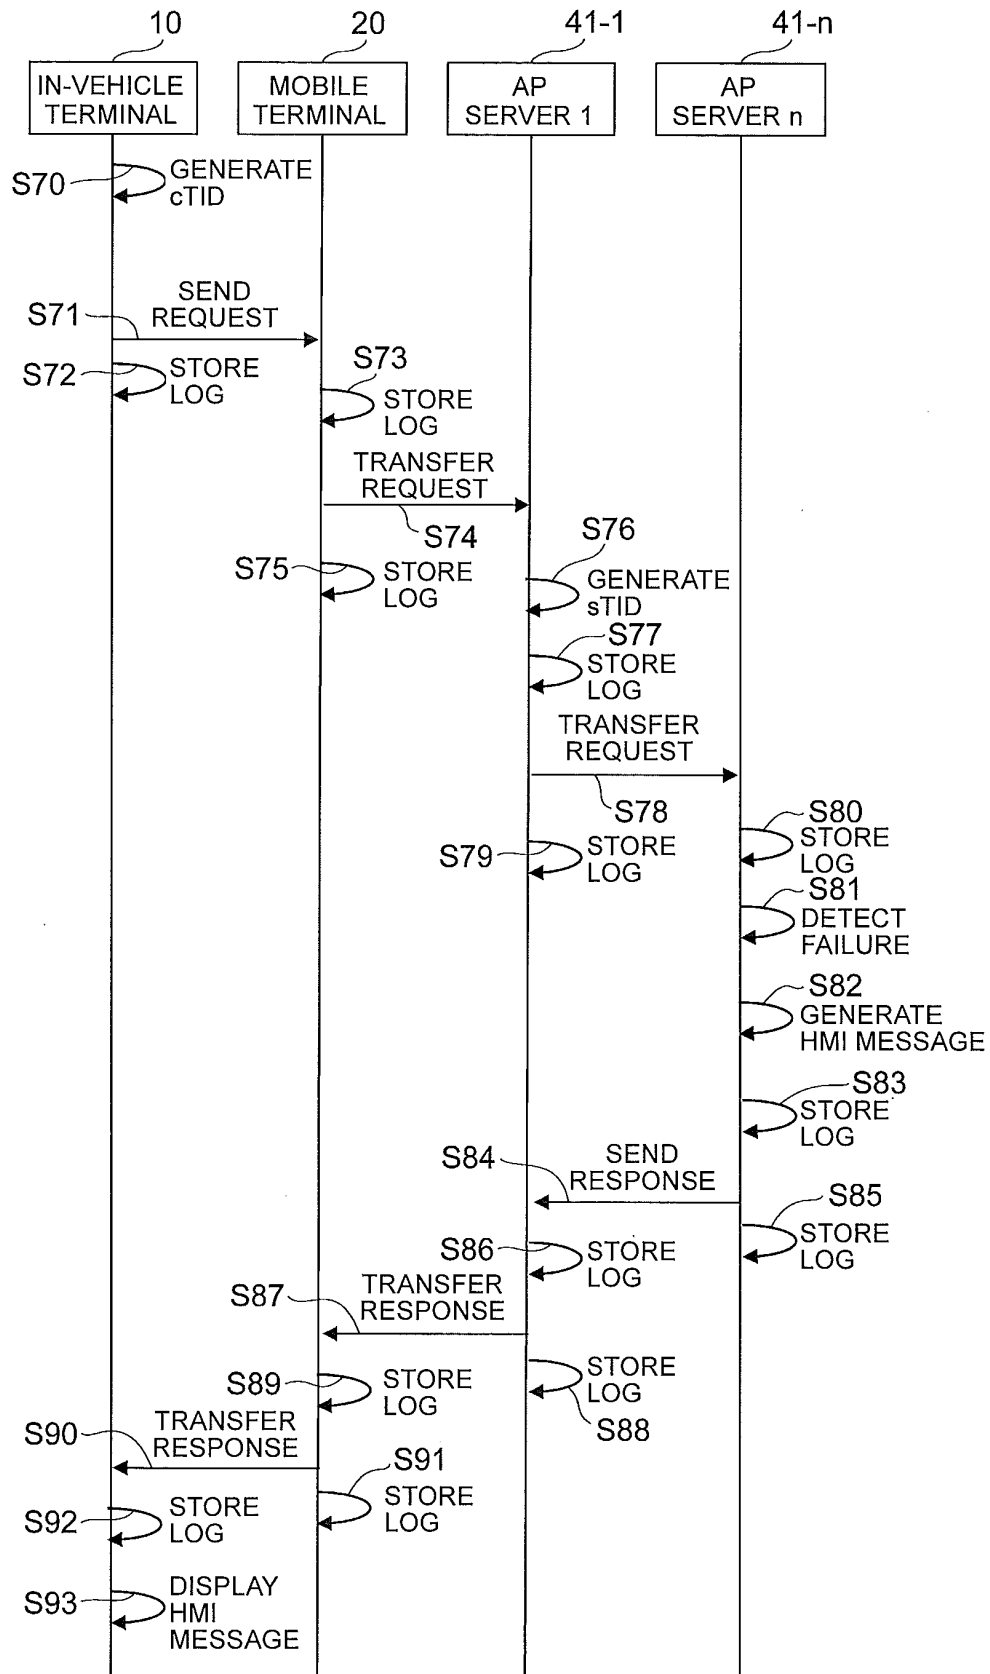 10
20
41-1
41-n
IN-VEHICLE
TERMINAL
MOBILE
TERMINAL
AP
SERVER 1
AP
SERVER n
S70
GENERATE
cTID
S71
SEND
REQUEST
S72
STORE
LOG
S73
STORE
LOG
TRANSFER
REQUEST
S74
S75
STORE
LOG
S76
GENERATE
sTID
S77
STORE
LOG
TRANSFER
REQUEST
S78
S79
STORE
LOG
S80
STORE
LOG
S81
DETECT
FAILURE
S82
GENERATE
HMI MESSAGE
S83
STORE
LOG
S84
SEND
RESPONSE
S85
STORE
LOG
S86
STORE
LOG
S87
TRANSFER
RESPONSE
S88
STORE
LOG
S89
STORE
LOG
S90
TRANSFER
RESPONSE
S91
STORE
LOG
S92
STORE
LOG
S93
DISPLAY
HMI
MESSAGE